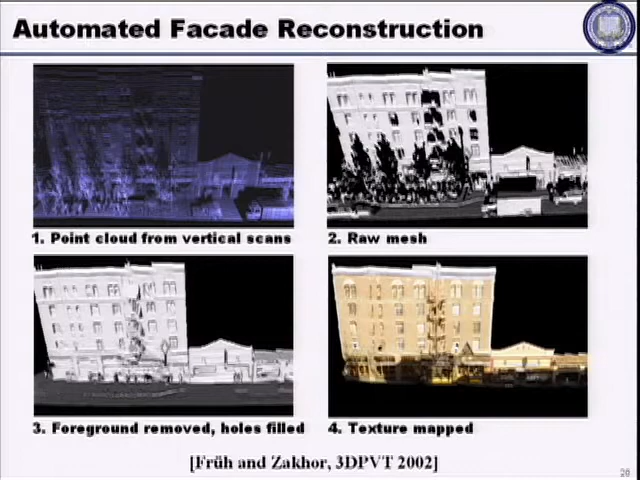 Automated Facade Reconstruction
1. Point cloud from vertical scans
2. Raw mesh
3. Foreground removed, holes filled
4. Texture mapped
[Früh and Zakhor, 3DPVT 2002]
20